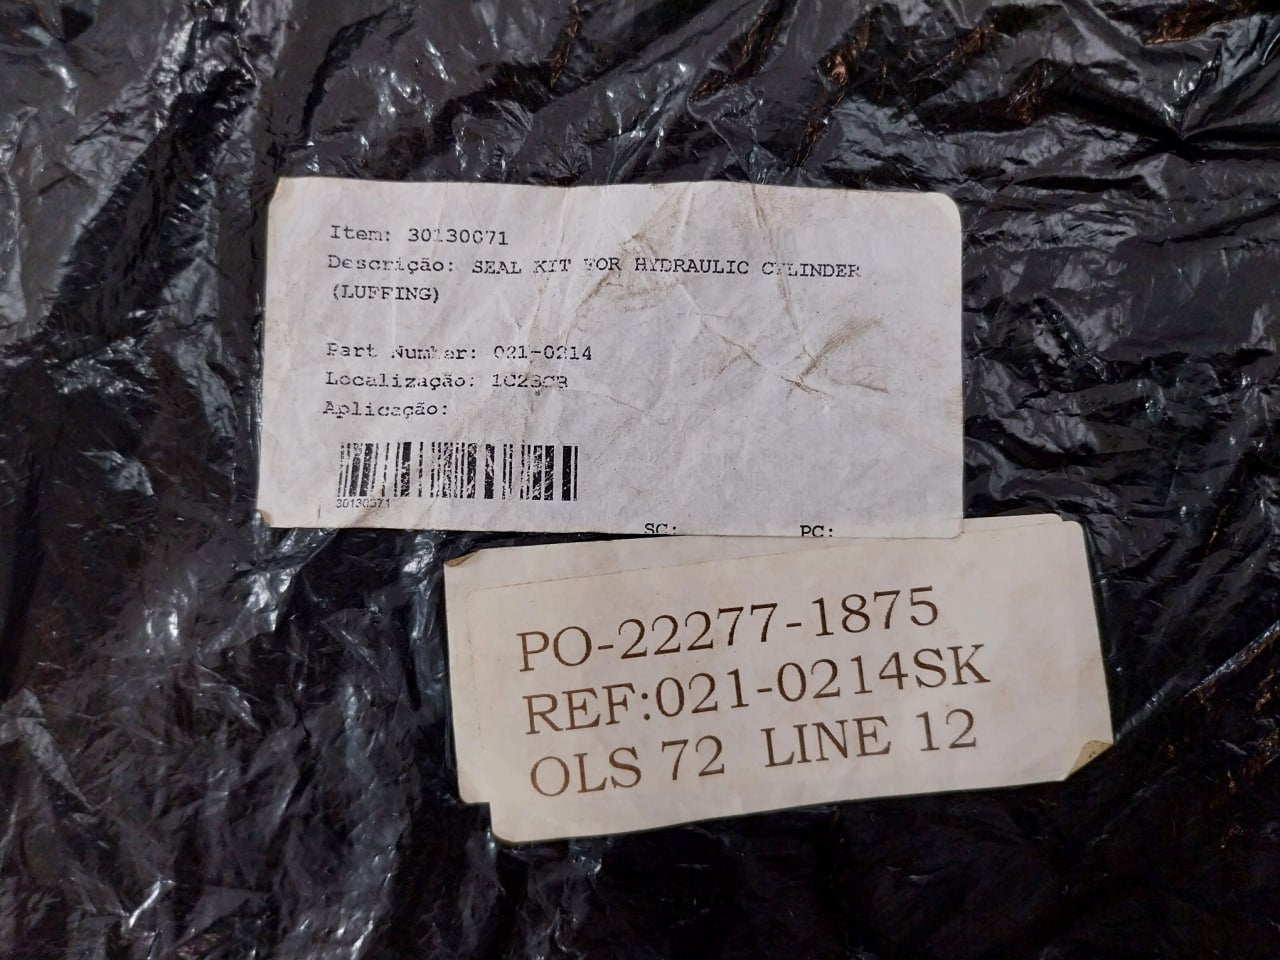 Item: 30130071
Descrição: SEAL KIT FOR HYDRAULIC CYLINDER
(LUFFING)
Part Number: 021-0214
Localização:
Aplicação:
30130071
SC: PC:
PO-22277-1875
REF:021-0214SK
OLS 72 LINE 12